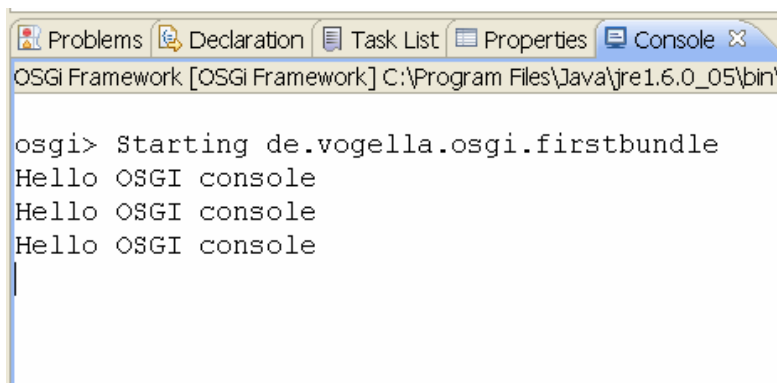 Problems Declaration Task List Properties Console
OSGi Framework [OSGi Framework] C:\Program Files\Java\jre1.6.0_05\bin\
osgi> Starting de.vogella.osgi.firstbundle
Hello OSGI console
Hello OSGI console
Hello OSGI console